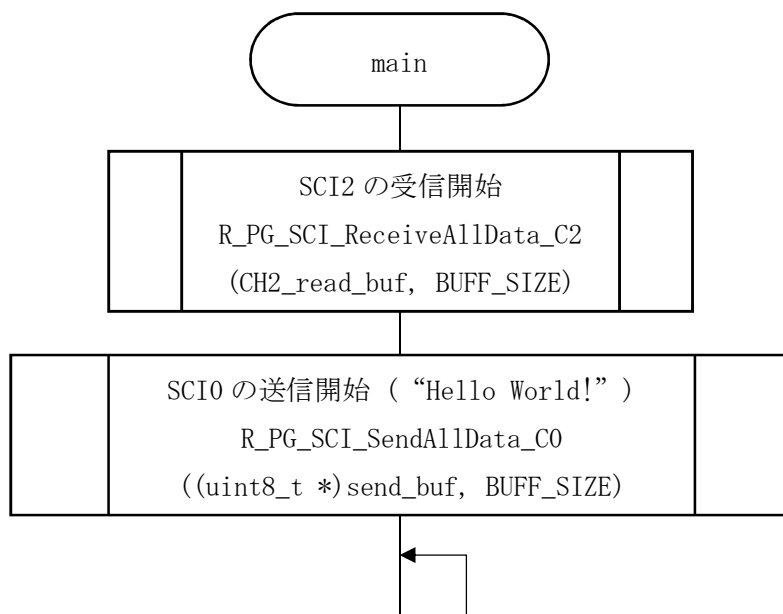 main
SCI2 の受信開始
R_PG_SCI_ReceiveAllData_C2
(CH2_read_buf, BUFF_SIZE)
SCI0 の送信開始 ( “Hello World!” )
R_PG_SCI_SendAllData_C0
((uint8_t *)send_buf, BUFF_SIZE)